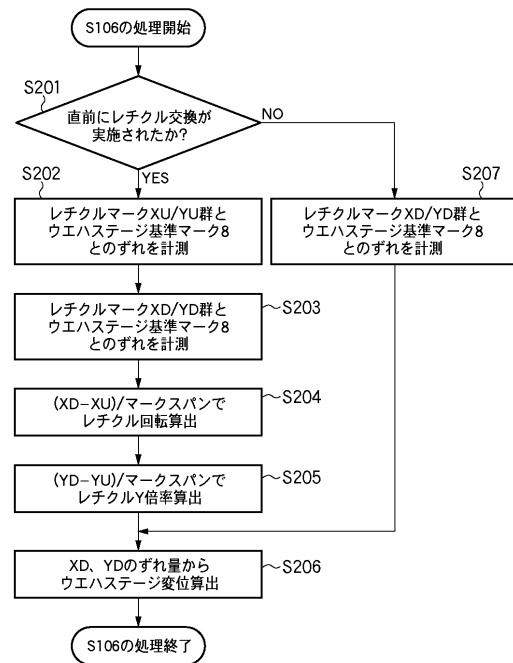 S106の処理開始
S201
直前にレチクル交換が
実施されたか?
NO
YES
S202
レチクルマークXU/YU群と
ウエハステージ基準マーク8
とのずれを計測
S207
レチクルマークXD/YD群と
ウエハステージ基準マーク8
とのずれを計測
レチクルマークXD/YD群と
ウエハステージ基準マーク8
とのずれを計測
S203
(XD−XU)/マークスパンで
レチクル回転算出
S204
(YD−YU)/マークスパンで
レチクルY倍率算出
S205
XD、YDのずれ量から
ウエハステージ変位算出
S206
S106の処理終了